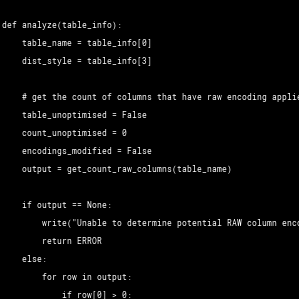 def analyze(table_info):
    table_name = table_info[0]
    dist_style = table_info[3]

    # get the count of columns that have raw encoding applie
    table_unoptimised = False
    count_unoptimised = 0
    encodings_modified = False
    output = get_count_raw_columns(table_name)

    if output == None:
        write("Unable to determine potential RAW column enco
        return ERROR
    else:
        for row in output:
            if row[0] > 0: